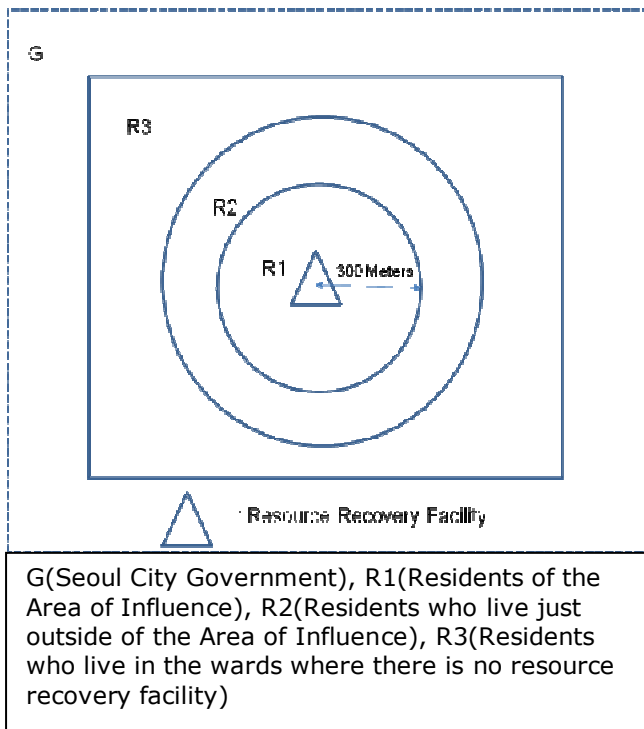 G
R3
R2
R1
300 Meters
: Resource Recovery Facility
G(Seoul City Government), R1(Residents of the
Area of Influence), R2(Residents who live just
outside of the Area of Influence), R3(Residents
who live in the wards where there is no resource
recovery facility)